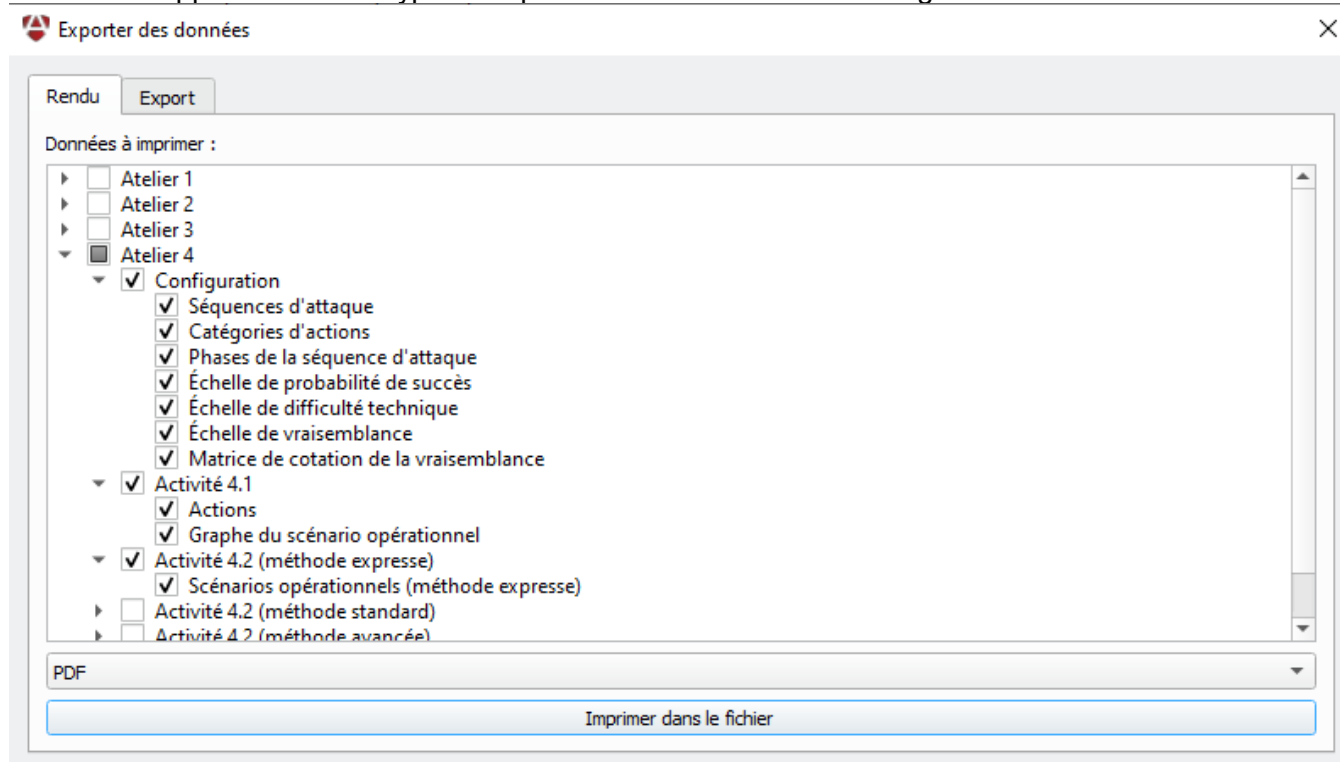 Exporter des données
Rendu Export
Données à imprimer :
Atelier 1
Atelier 2
Atelier 3
Atelier 4
Configuration
Séquences d'attaque
Catégories d'actions
Phases de la séquence d'attaque
Échelle de probabilité de succès
Échelle de difficulté technique
Échelle de vraisemblance
Matrice de cotation de la vraisemblance
Activité 4.1
Actions
Graphe du scénario opérationnel
Activité 4.2 (méthode expresse)
Scénarios opérationnels (méthode expresse)
Activité 4.2 (méthode standard)
Activité 4.2 (méthode avancée)
PDF
Imprimer dans le fichier